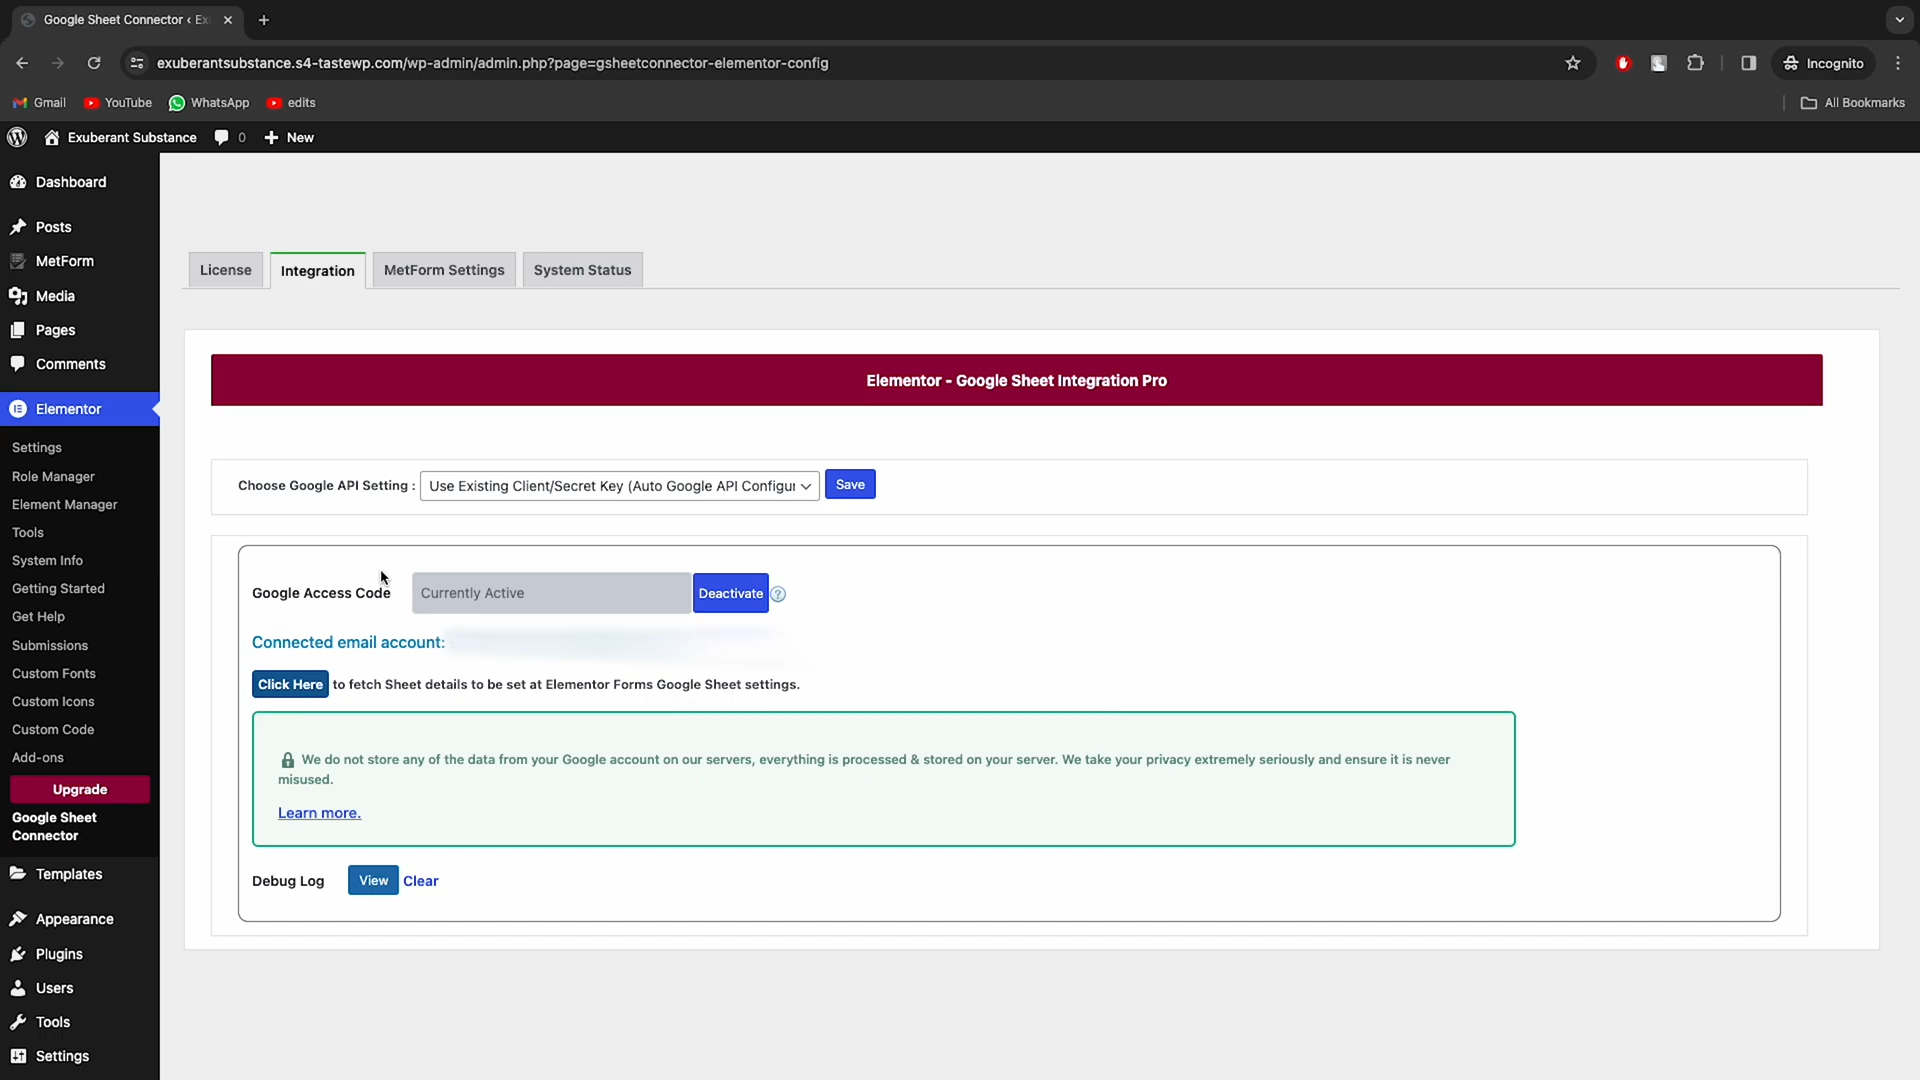 Google Sheet Connector ‹ Ex
exuberantsubstance.s4-tastewp.com/wp-admin/admin.php?page=gsheetconnector-elementor-config
Incognito
Gmail
YouTube
WhatsApp
edits
All Bookmarks
Exuberant Substance
0
New
Dashboard
Posts
MetForm
Media
Pages
Comments
Elementor
Settings
Role Manager
Element Manager
Tools
System Info
Getting Started
Get Help
Submissions
Custom Fonts
Custom Icons
Custom Code
Add-ons
Upgrade
Google Sheet
Connector
Templates
Appearance
Plugins
Users
Tools
Settings
License
Integration
MetForm Settings
System Status
Elementor - Google Sheet Integration Pro
Choose Google API Setting : Use Existing Client/Secret Key (Auto Google API Configur Save
Google Access Code Currently Active Deactivate ?
Connected email account:
Click Here to fetch Sheet details to be set at Elementor Forms Google Sheet settings.
We do not store any of the data from your Google account on our servers, everything is processed & stored on your server. We take your privacy extremely seriously and ensure it is never
misused.
Learn more.
Debug Log View Clear